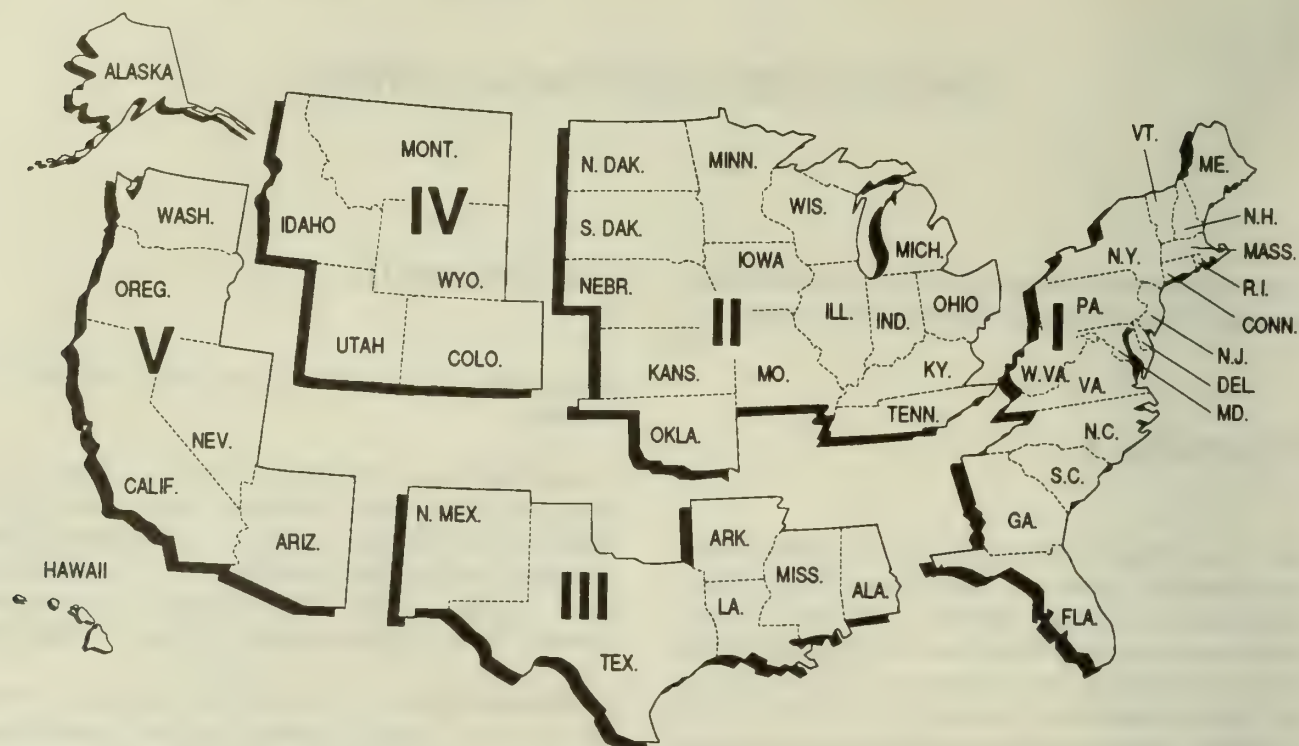 ALASKA
WASH.
OREG.
V
NEV.
CALIF.
ARIZ.
HAWAII
MONT.
IV
IDAHO
WYO.
UTAH
COLO.
N. DAK.
MINN.
WIS.
S. DAK.
MICH.
IOWA
NEBR.
II
ILL.
IND.
OHIO
KANS.
MO.
KY.
TENN.
OKLA.
N. MEX.
ARK.
III
MISS.
ALA.
LA.
TEX.
VT.
ME.
N.H.
MASS.
N.Y.
R.I.
PA.
I
CONN.
N.J.
W.VA.
VA.
DEL.
MD.
N.C.
S.C.
GA.
FLA.